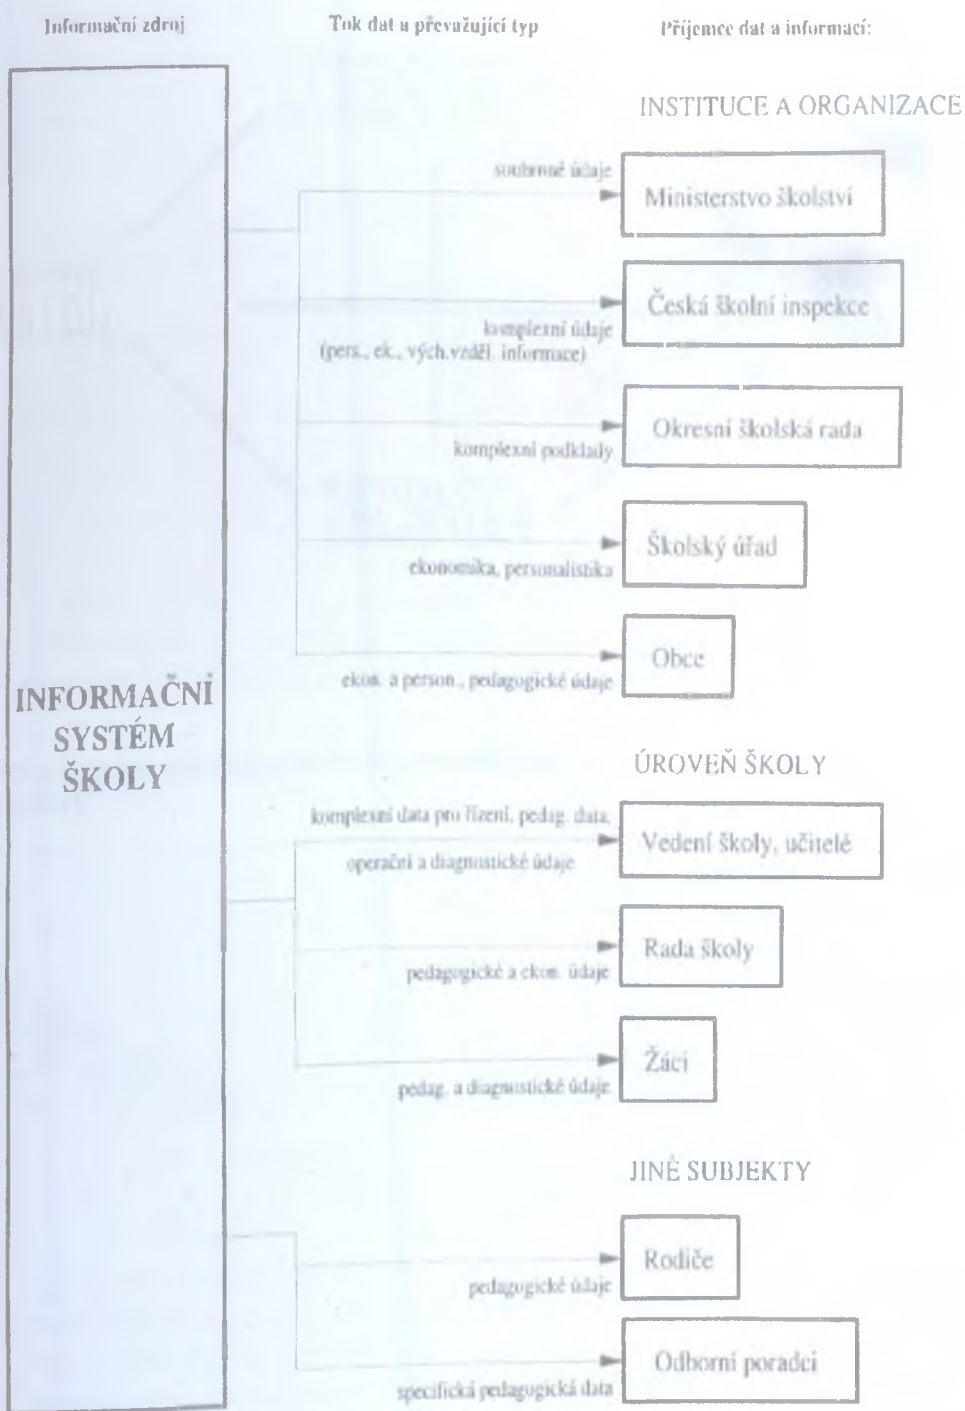 Informační zdroj
Tok dat a převažující typ
Příjemce dat a informací:
INSTITUCE A ORGANIZACE
souhrnné údaje
Ministerstvo školství
Česká školní inspekce
komplexní údaje
(pers., ek., vých.vzděl. informace)
Okresní školská rada
komplexní podklady
Školský úřad
ekonomika, personalistika
Obce
ekon. a person., pedagogické údaje
INFORMAČNÍ
SYSTÉM
ŠKOLY
ÚROVEŇ ŠKOLY
komplexní data pro řízení, pedag. data,
Vedení školy, učitelé
operační a diagnostické údaje
Rada školy
pedagogické a ekon. údaje
Žáci
pedag. a diagnostické údaje
JINÉ SUBJEKTY
Rodiče
pedagogické údaje
Odborní poradci
specifická pedagogická data